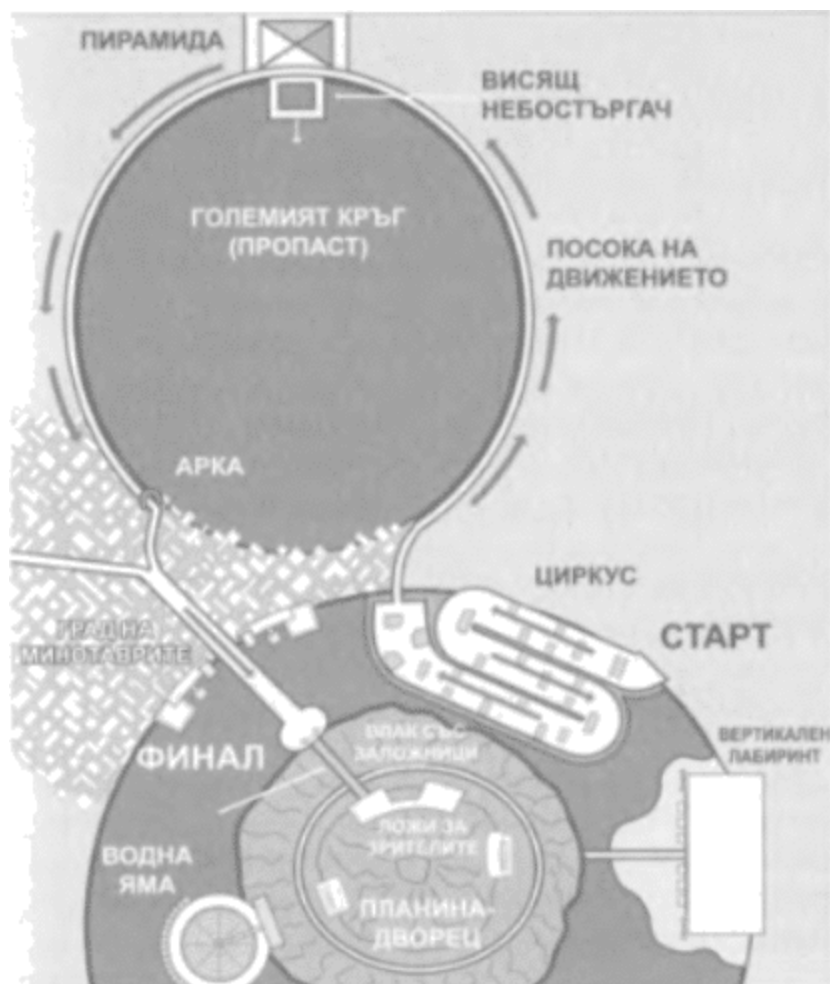 ПИРАМИДА
ВИСЯЩ
НЕБОСТЪРГАЧ
ГОЛЕМИЯТ КРЪГ
(ПРОПАСТ)
ПОСОКА НА
ДВИЖЕНИЕТО
АРКА
ЦИРКУС
СТАРТ
ГРАД НА
МИНОТАВРИТЕ
ВЛАК СЪС
ЗАЛОЖНИЦИ
ВЕРТИКАЛЕН
ЛАБИРИНТ
ФИНАЛ
ЛОЖИ ЗА
ЗРИТЕЛИТЕ
ВОДНА
ЯМА
ПЛАНИНА-
ДВОРЕЦ